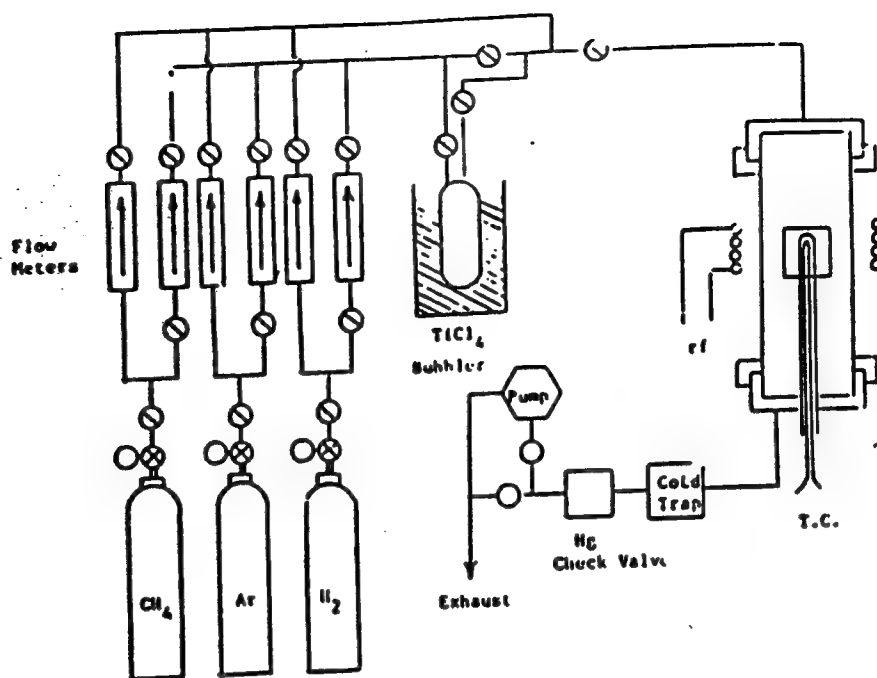 Flow
Meters
TiCl4
Bubbler
rf
Pump
Cold
Trap
T.C.
Hg
Check Valve
Exhaust
CH4
Ar
H2